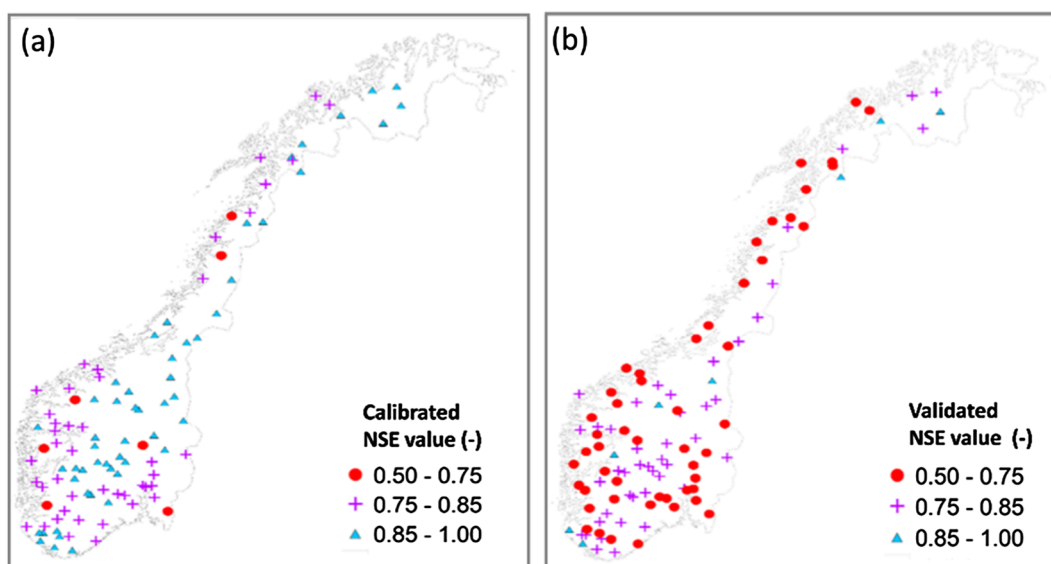 (a)
Calibrated
NSE value (-)
0.50 - 0.75
0.75 - 0.85
0.85 - 1.00
(b)
Validated
NSE value (-)
0.50 - 0.75
0.75 - 0.85
0.85 - 1.00